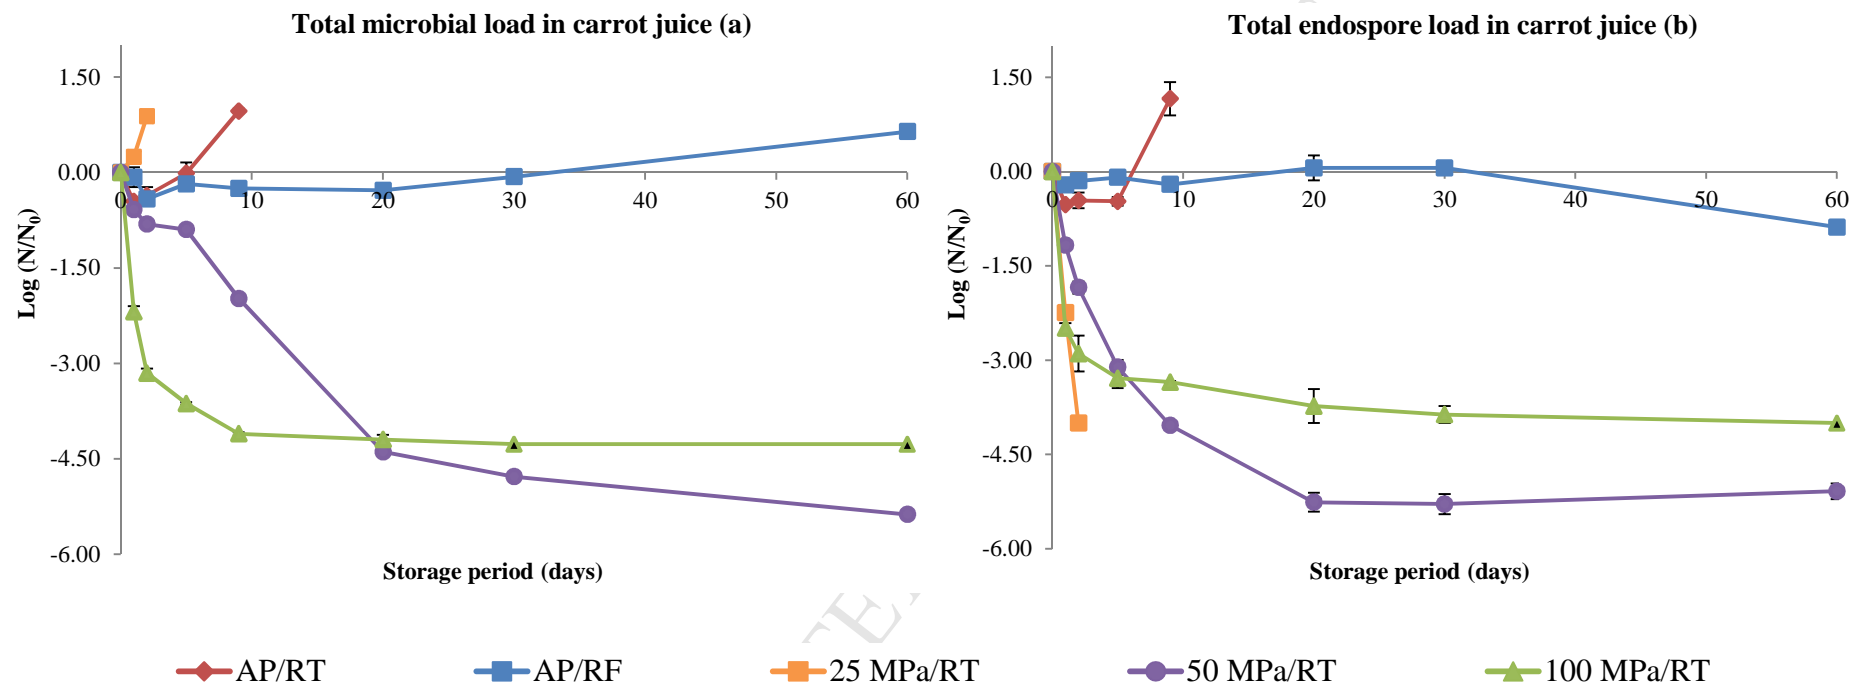 Total microbial load in carrot juice (a)
1.50
0.00
-1.50
-3.00
-4.50
-6.00
0 10 20 30 40 50 60
Log (N/N0)
Storage period (days)
Total endospore load in carrot juice (b)
1.50
0.00
-1.50
-3.00
-4.50
-6.00
0 10 20 30 40 50 60
Log (N/N0)
Storage period (days)
AP/RT AP/RF 25 MPa/RT 50 MPa/RT 100 MPa/RT